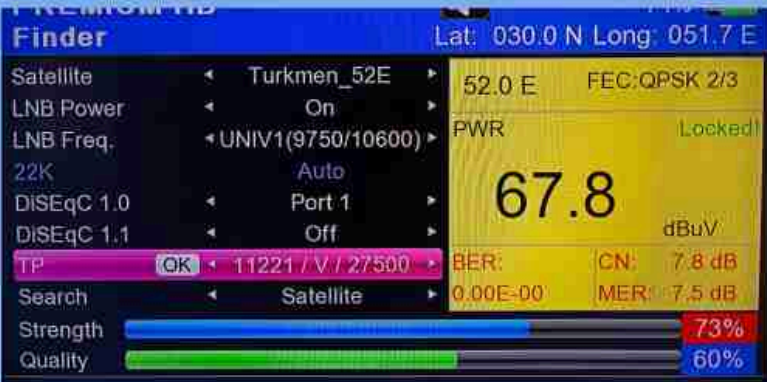 PREMIUM HD
Finder
Lat: 030.0 N Long: 051.7 E
Satellite Turkmen_52E
LNB Power On
LNB Freq. UNIV1(9750/10600)
22K Auto
DiSEqC 1.0 Port 1
DiSEqC 1.1 Off
TP OK 11221 / V / 27500
Search Satellite
52.0 E FEC:QPSK 2/3
PWR Locked!
67.8
dBuV
BER: CN: 7.8 dB
0.00E-00 MER: 7.5 dB
Strength 73%
Quality 60%